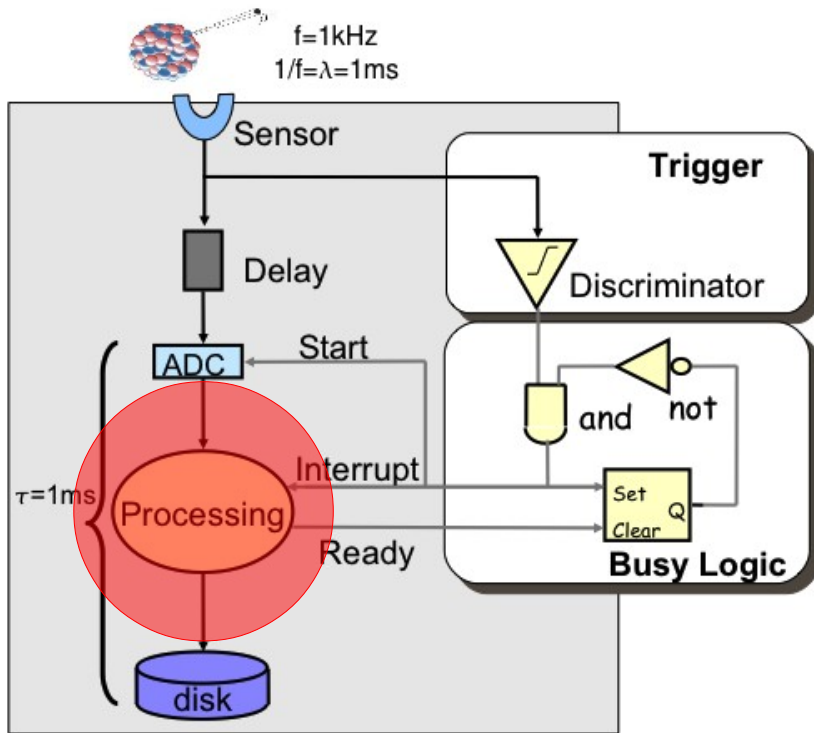 f=1kHz
1/f=λ=1ms
Sensor
Trigger
Delay
Discriminator
ADC
Start
and
not
Interrupt
τ=1ms
Processing
Set
Q
Clear
Ready
Busy Logic
disk